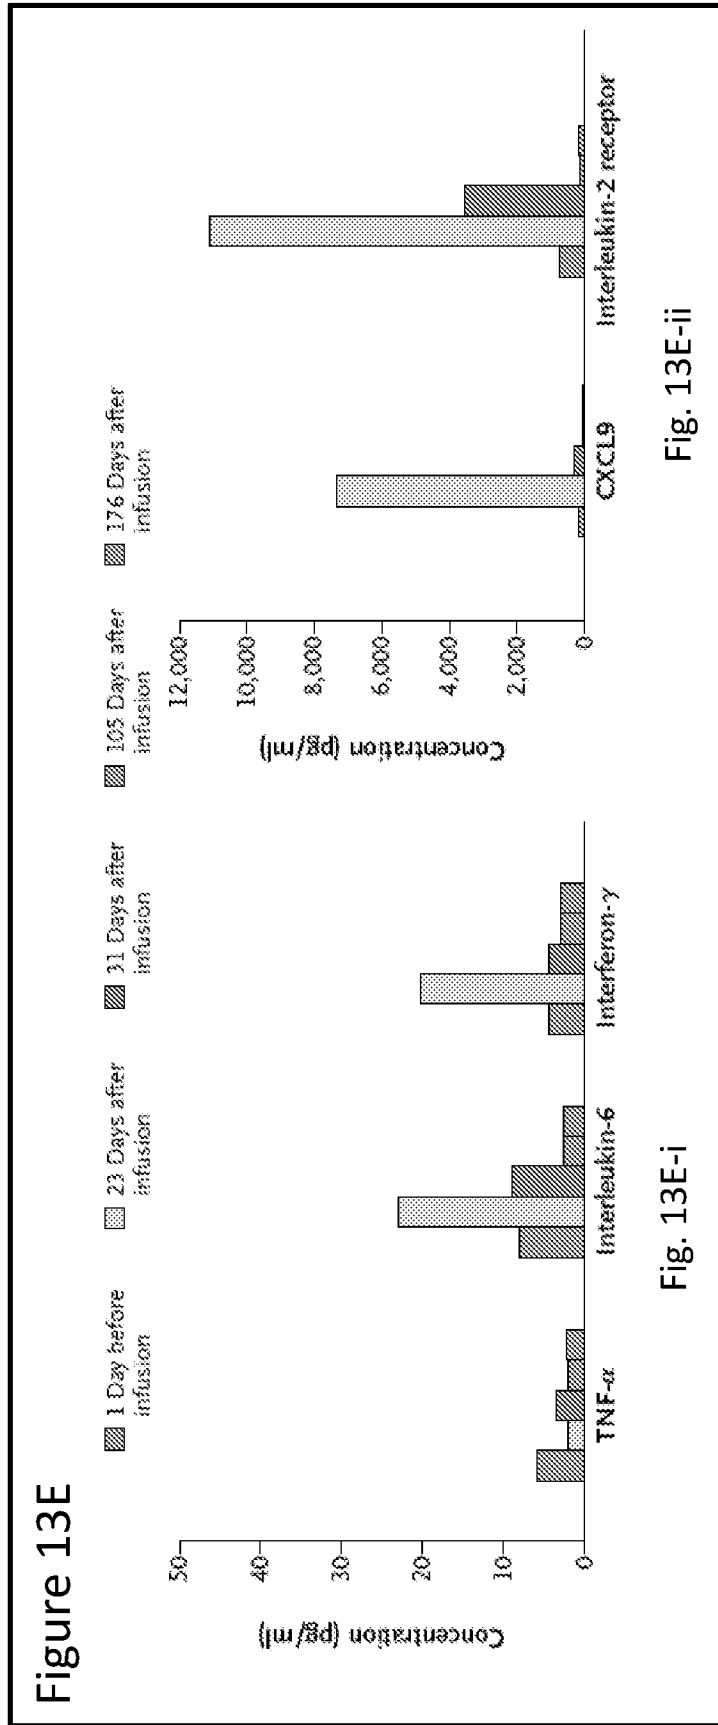 Figure 13E
1 Day before
infusion
23 Days after
infusion
31 Days after
infusion
105 Days after
infusion
176 Days after
infusion
Concentration (pg/ml)
50
40
30
20
10
0
TNF-α
Interleukin-6
Interferon-γ
Fig. 13E-i
Concentration (pg/ml)
12,000
10,000
8,000
6,000
4,000
2,000
0
CXCL9
Interleukin-2 receptor
Fig. 13E-ii